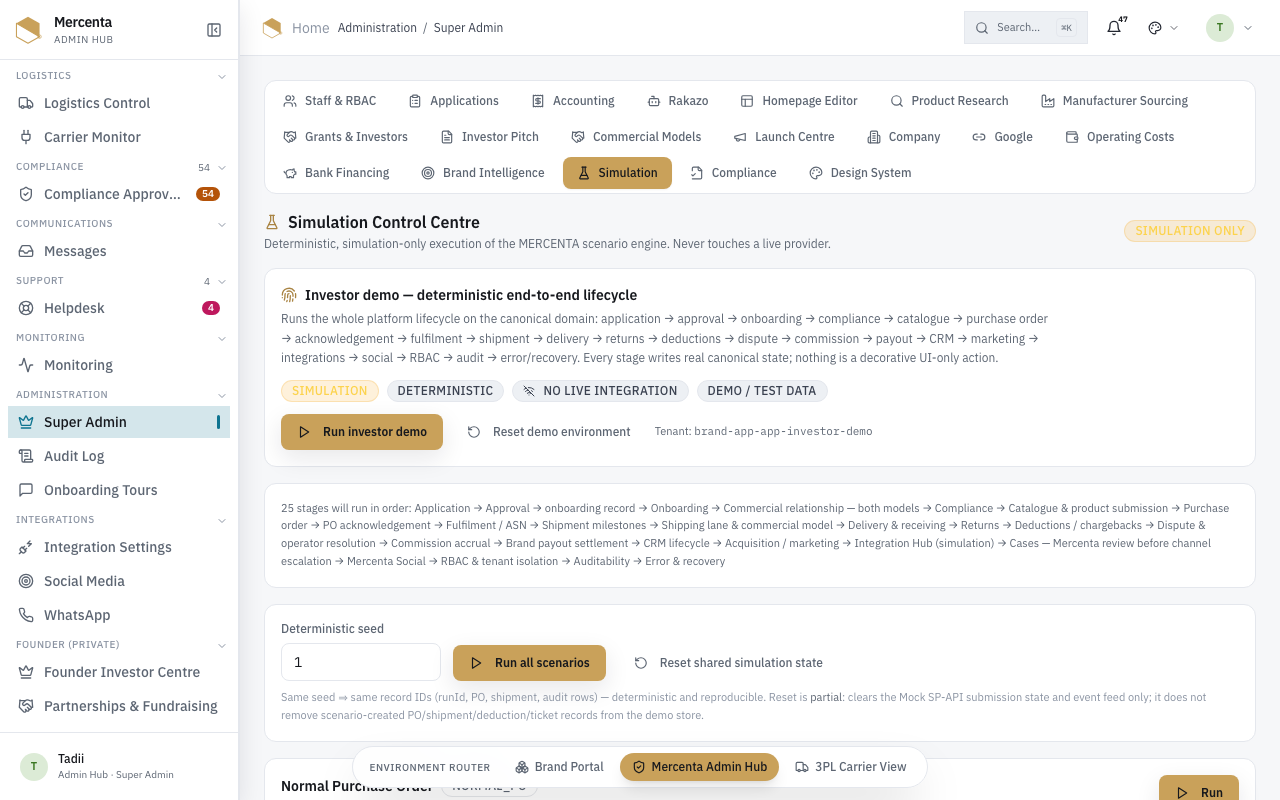 Mercenta
ADMIN HUB
LOGISTICS
Logistics Control
Carrier Monitor
COMPLIANCE 54
Compliance Approv... 54
COMMUNICATIONS
Messages
SUPPORT 4
Helpdesk 4
MONITORING
Monitoring
ADMINISTRATION
Super Admin
Audit Log
Onboarding Tours
INTEGRATIONS
Integration Settings
Social Media
WhatsApp
FOUNDER (PRIVATE)
Founder Investor Centre
Partnerships & Fundraising
T Tadii
Admin Hub · Super Admin
Home Administration / Super Admin
Search... ⌘K 47 T
Staff & RBAC Applications Accounting Rakazo Homepage Editor Product Research Manufacturer Sourcing
Grants & Investors Investor Pitch Commercial Models Launch Centre Company Google Operating Costs
Bank Financing Brand Intelligence Simulation Compliance Design System
Simulation Control Centre
Deterministic, simulation-only execution of the MERCENTA scenario engine. Never touches a live provider.
SIMULATION ONLY
Investor demo — deterministic end-to-end lifecycle
Runs the whole platform lifecycle on the canonical domain: application → approval → onboarding → compliance → catalogue → purchase order
→ acknowledgement → fulfilment → shipment → delivery → returns → deductions → dispute → commission → payout → CRM → marketing →
integrations → social → RBAC → audit → error/recovery. Every stage writes real canonical state; nothing is a decorative UI-only action.
SIMULATION DETERMINISTIC NO LIVE INTEGRATION DEMO / TEST DATA
Run investor demo Reset demo environment Tenant: brand-app-app-investor-demo
25 stages will run in order: Application → Approval → onboarding record → Onboarding → Commercial relationship — both models → Compliance → Catalogue & product submission → Purchase
order → PO acknowledgement → Fulfilment / ASN → Shipment milestones → Shipping lane & commercial model → Delivery & receiving → Returns → Deductions / chargebacks → Dispute &
operator resolution → Commission accrual → Brand payout settlement → CRM lifecycle → Acquisition / marketing → Integration Hub (simulation) → Cases — Mercenta review before channel
escalation → Mercenta Social → RBAC & tenant isolation → Auditability → Error & recovery
Deterministic seed
1 Run all scenarios Reset shared simulation state
Same seed ⇒ same record IDs (runId, PO, shipment, audit rows) — deterministic and reproducible. Reset is partial: clears the Mock SP-API submission state and event feed only; it does not
remove scenario-created PO/shipment/deduction/ticket records from the demo store.
ENVIRONMENT ROUTER Brand Portal Mercenta Admin Hub 3PL Carrier View
Normal Purchase Order NORMAL_PO Run